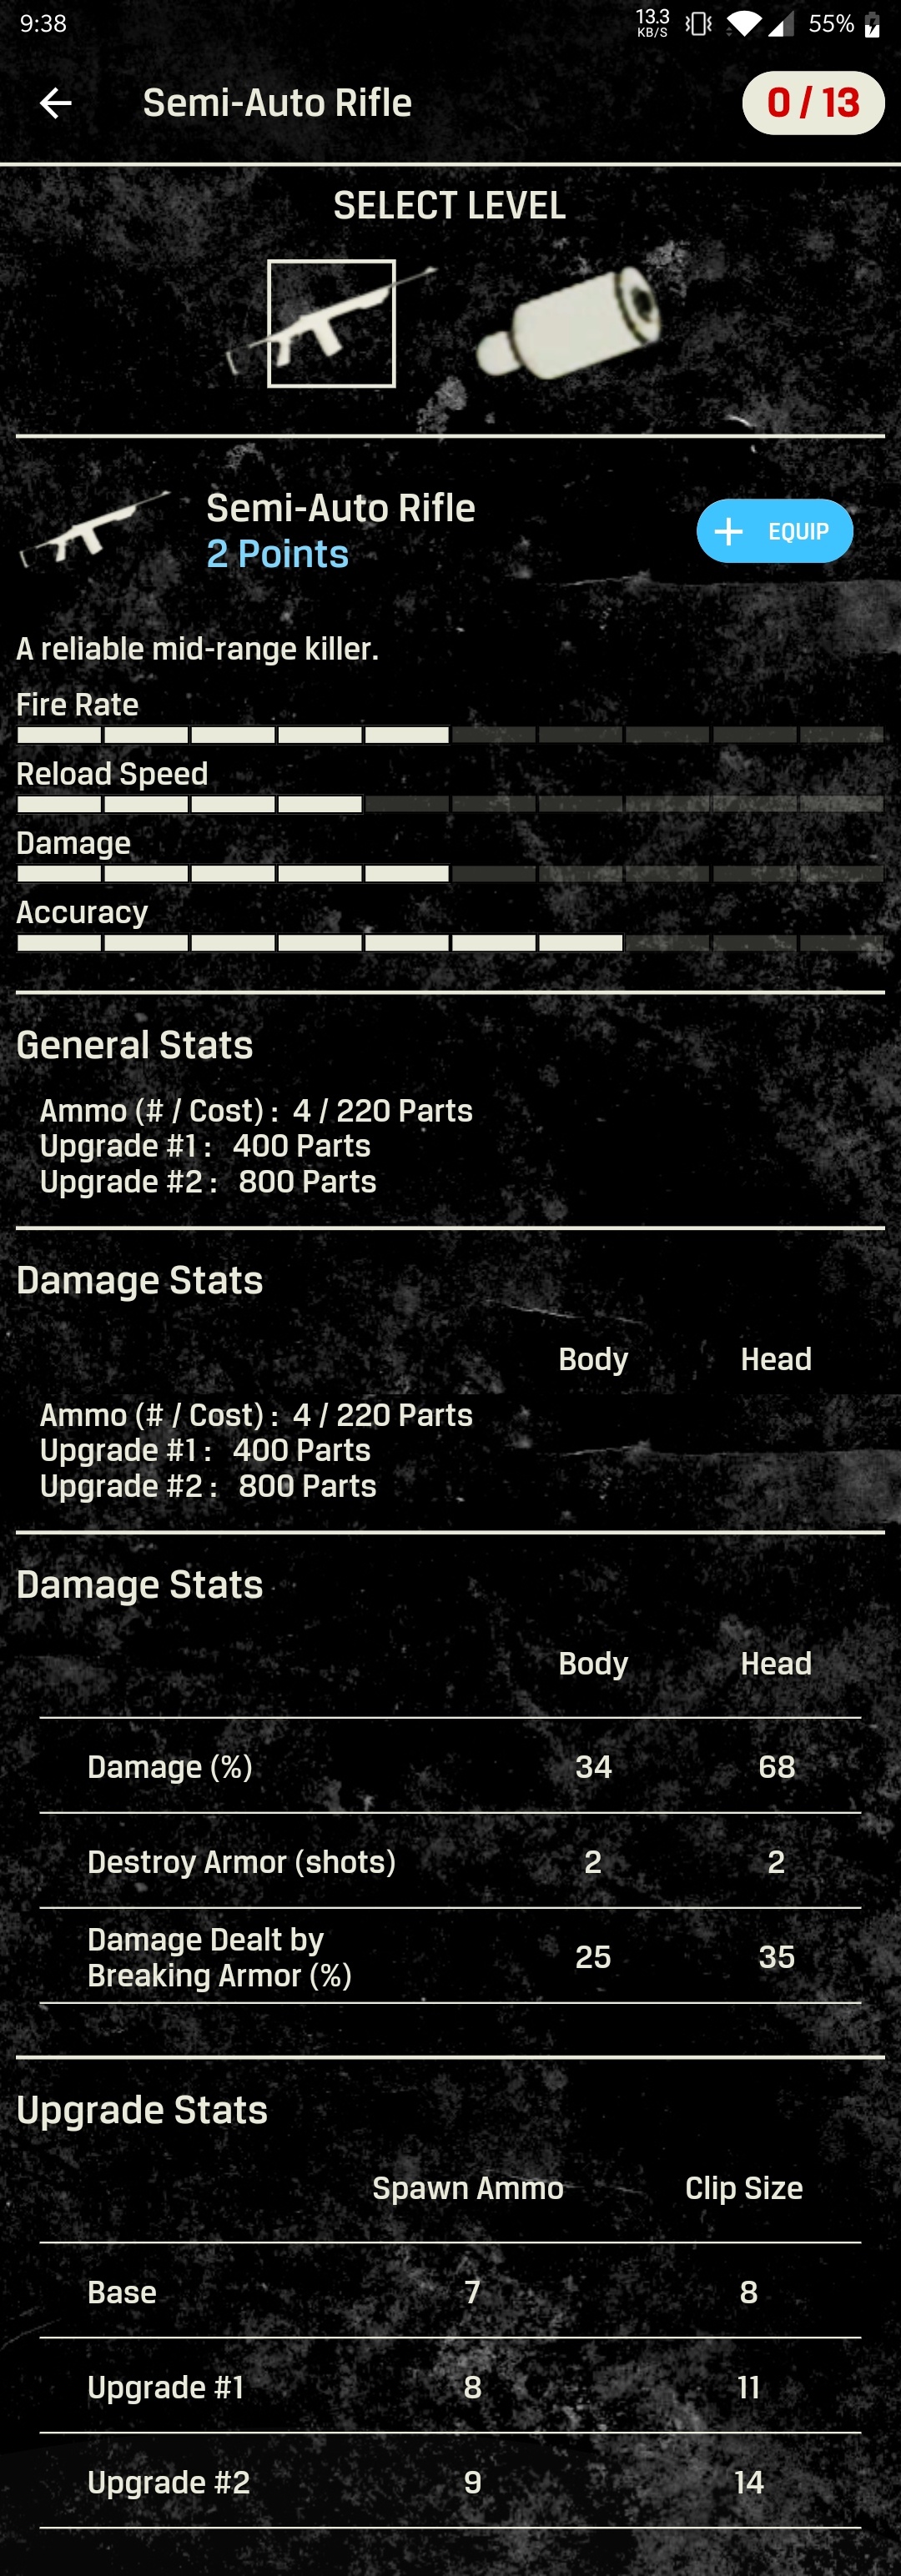 9:38 13.3 KB/S 55%
Semi-Auto Rifle 0 / 13
SELECT LEVEL
Semi-Auto Rifle
2 Points
+ EQUIP
A reliable mid-range killer.
Fire Rate
Reload Speed
Damage
Accuracy
General Stats
Ammo (# / Cost) : 4 / 220 Parts
Upgrade #1 : 400 Parts
Upgrade #2 : 800 Parts
Damage Stats
Body Head
Ammo (# / Cost) : 4 / 220 Parts
Upgrade #1 : 400 Parts
Upgrade #2 : 800 Parts
Damage Stats
Body Head
Damage (%) 34 68
Destroy Armor (shots) 2 2
Damage Dealt by
Breaking Armor (%) 25 35
Upgrade Stats
Spawn Ammo Clip Size
Base 7 8
Upgrade #1 8 11
Upgrade #2 9 14